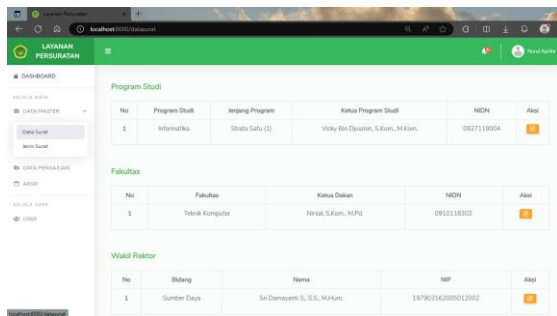 Layanan Persuratan
localhost:8000/datasurat
LAYANAN
PERSURATAN
Nurul Aprilia
DASHBOARD
KELOLA DATA
DATA MASTER
Data Surat
Jenis Surat
DATA PENGAJUAN
ARSIP
KELOLA USER
USER
Program Studi
No Program Studi Jenjang Program Ketua Program Studi NIDN Aksi
1 Informatika Strata Satu (1) Vicky Bin Djusmin, S.Kom., M.Kom. 0927119004
Fakultas
No Fakultas Ketua Dekan NIDN Aksi
1 Teknik Komputer Nirsal, S.Kom., M.Pd. 0910118302
Wakil Rektor
No Bidang Nama NIP Aksi
1 Sumber Daya Sri Damayanti S., S.S., M.Hum. 197903162005012002
localhost:8000/datasurat